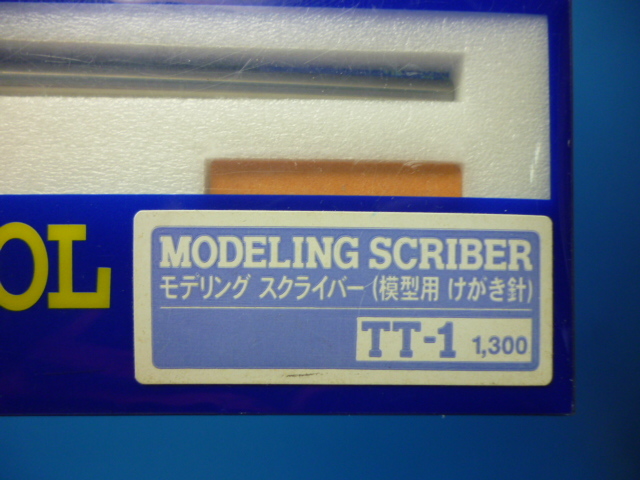 OL
MODELING SCRIBER
モデリング スクライバー (模型用 けがき針)
TT-1 1,300